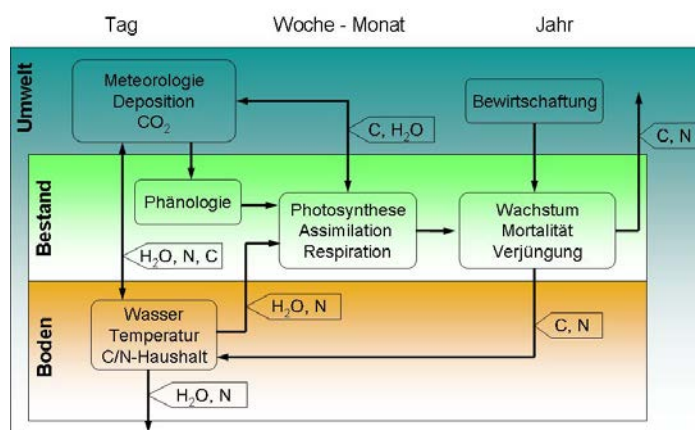 Tag
Woche - Monat
Jahr
Umwelt
Meteorologie
Deposition
CO₂
Bewirtschaftung
C, H₂O
C, N
Bestand
Phänologie
Photosynthese
Assimilation
Respiration
Wachstum
Mortalität
Verjüngung
H₂O, N, C
Boden
Wasser
Temperatur
C/N-Haushalt
H₂O, N
C, N
H₂O, N